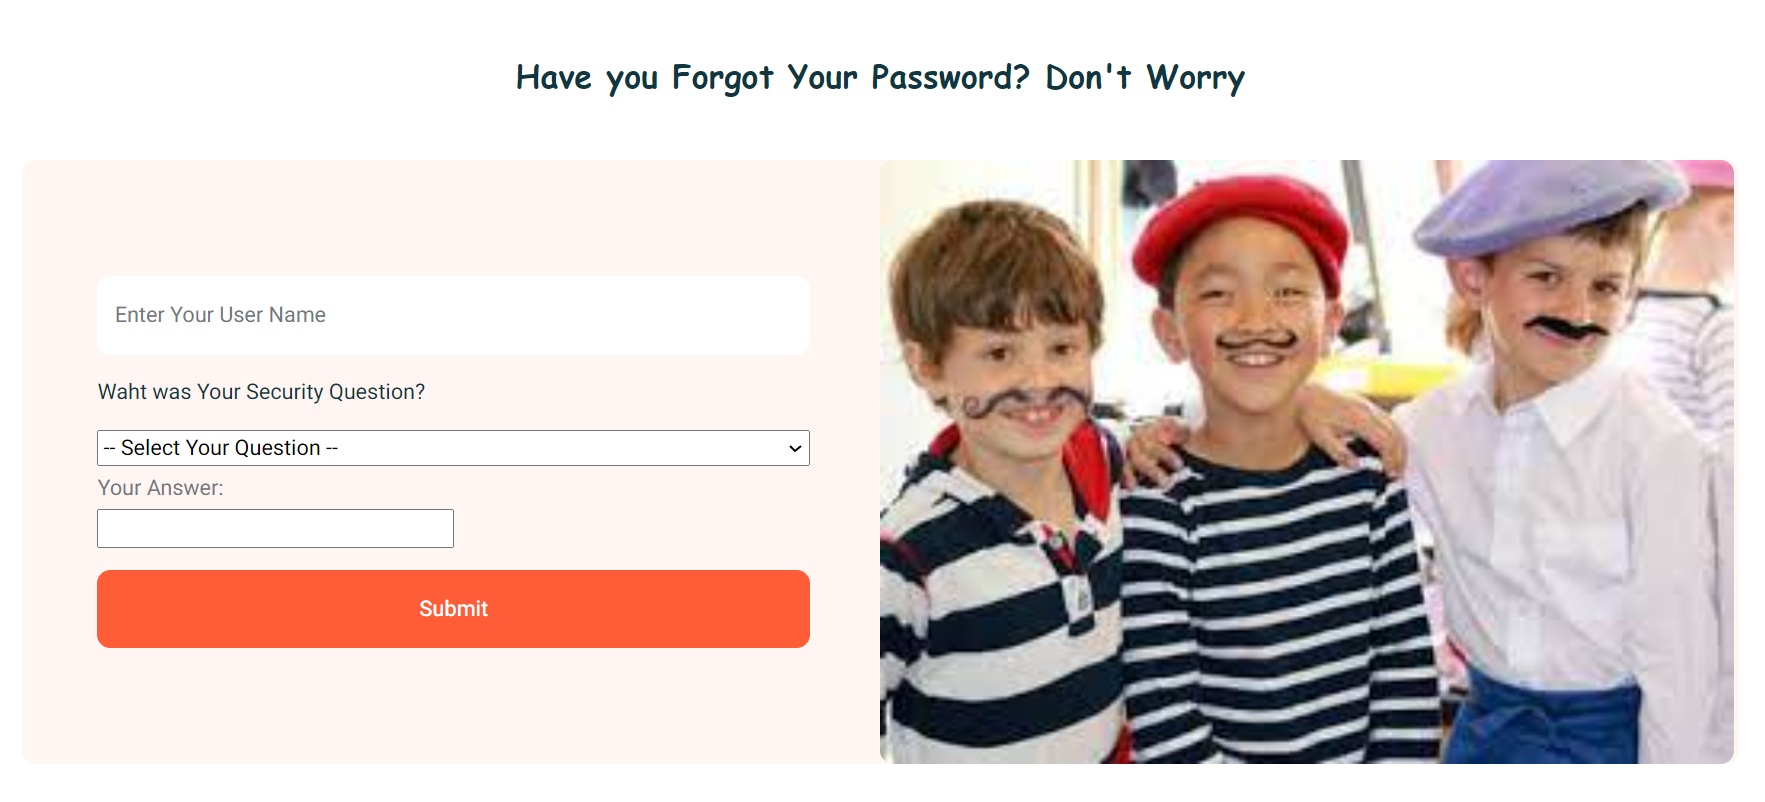 Have you Forgot Your Password? Don't Worry
Enter Your User Name
Waht was Your Security Question?
-- Select Your Question --
Your Answer:
Submit